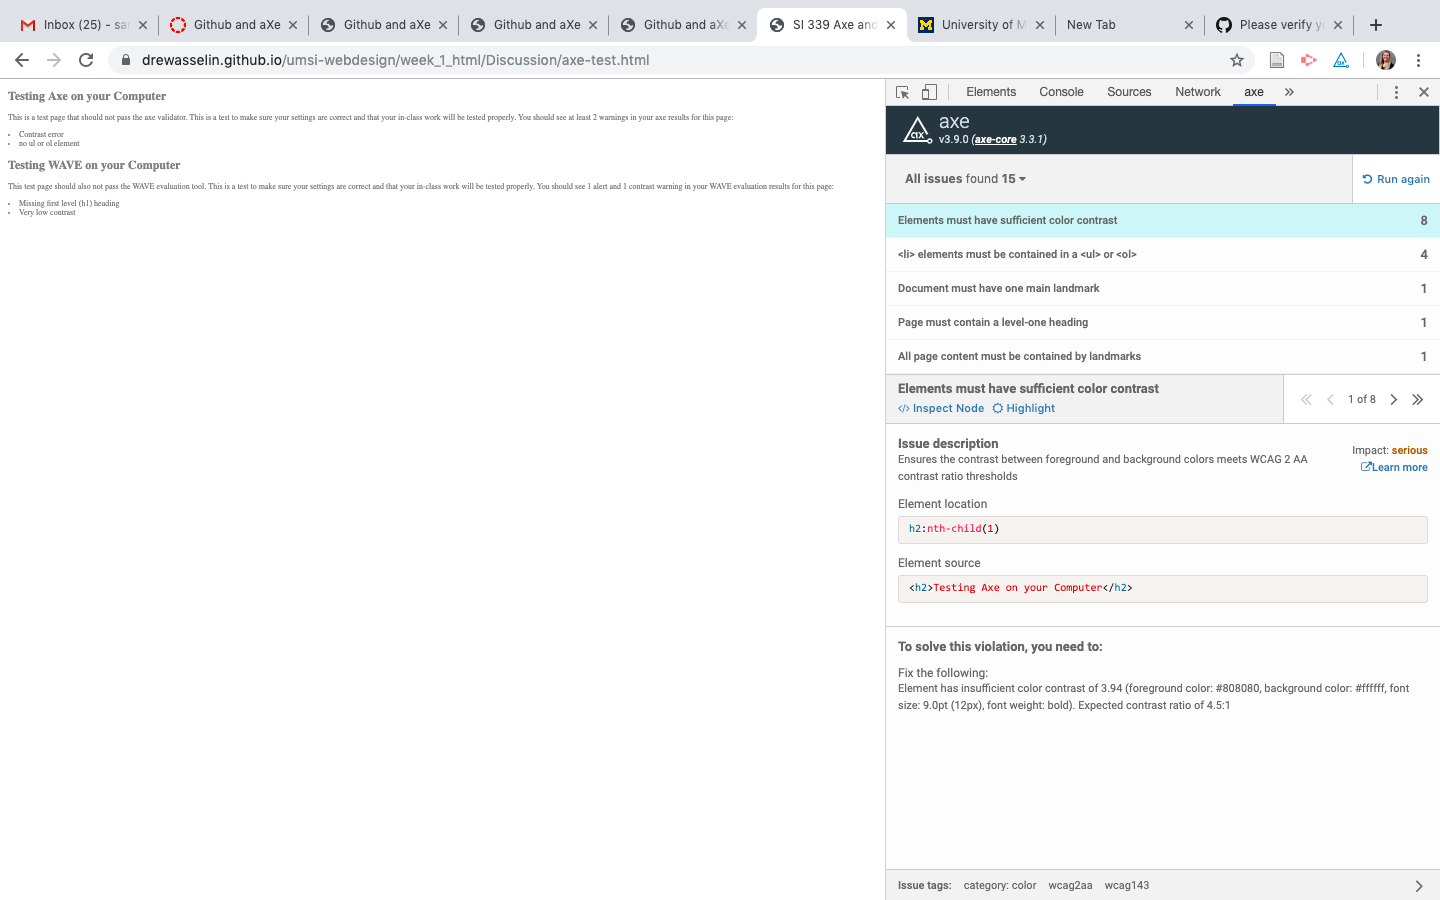 Inbox (25) - sa
Github and aXe
Github and aXe
Github and aXe
Github and aXe
SI 339 Axe and
University of M
New Tab
Please verify yo
drewasselin.github.io/umsi-webdesign/week_1_html/Discussion/axe-test.html
Testing Axe on your Computer
This is a test page that should not pass the axe validator. This is a test to make sure your settings are correct and that your in-class work will be tested properly. You should see at least 2 warnings in your axe results for this page:
• Contrast error
• no ul or ol element
Testing WAVE on your Computer
This test page should also not pass the WAVE evaluation tool. This is a test to make sure your settings are correct and that your in-class work will be tested properly. You should see 1 alert and 1 contrast warning in your WAVE evaluation results for this page:
• Missing first level (h1) heading
• Very low contrast
Elements Console Sources Network axe »
axe
v3.9.0 (axe-core 3.3.1)
All issues found 15
Run again
Elements must have sufficient color contrast 8
<li> elements must be contained in a <ul> or <ol> 4
Document must have one main landmark 1
Page must contain a level-one heading 1
All page content must be contained by landmarks 1
Elements must have sufficient color contrast
</> Inspect Node Highlight
1 of 8
Issue description
Ensures the contrast between foreground and background colors meets WCAG 2 AA
contrast ratio thresholds
Impact: serious
Learn more
Element location
h2:nth-child(1)
Element source
<h2>Testing Axe on your Computer</h2>
To solve this violation, you need to:
Fix the following:
Element has insufficient color contrast of 3.94 (foreground color: #808080, background color: #ffffff, font
size: 9.0pt (12px), font weight: bold). Expected contrast ratio of 4.5:1
Issue tags: category: color wcag2aa wcag143